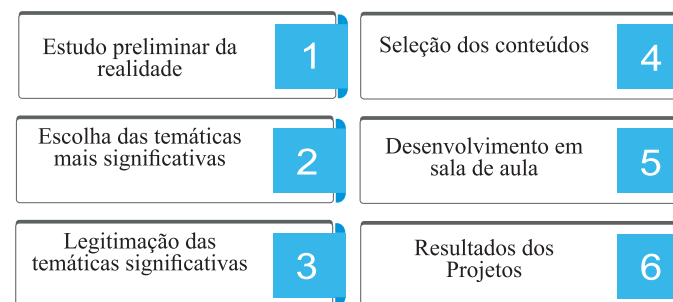 Estudo preliminar da
realidade
1
Escolha das temáticas
mais significativas
2
Legitimação das
temáticas significativas
3
Seleção dos conteúdos
4
Desenvolvimento em
sala de aula
5
Resultados dos
Projetos
6